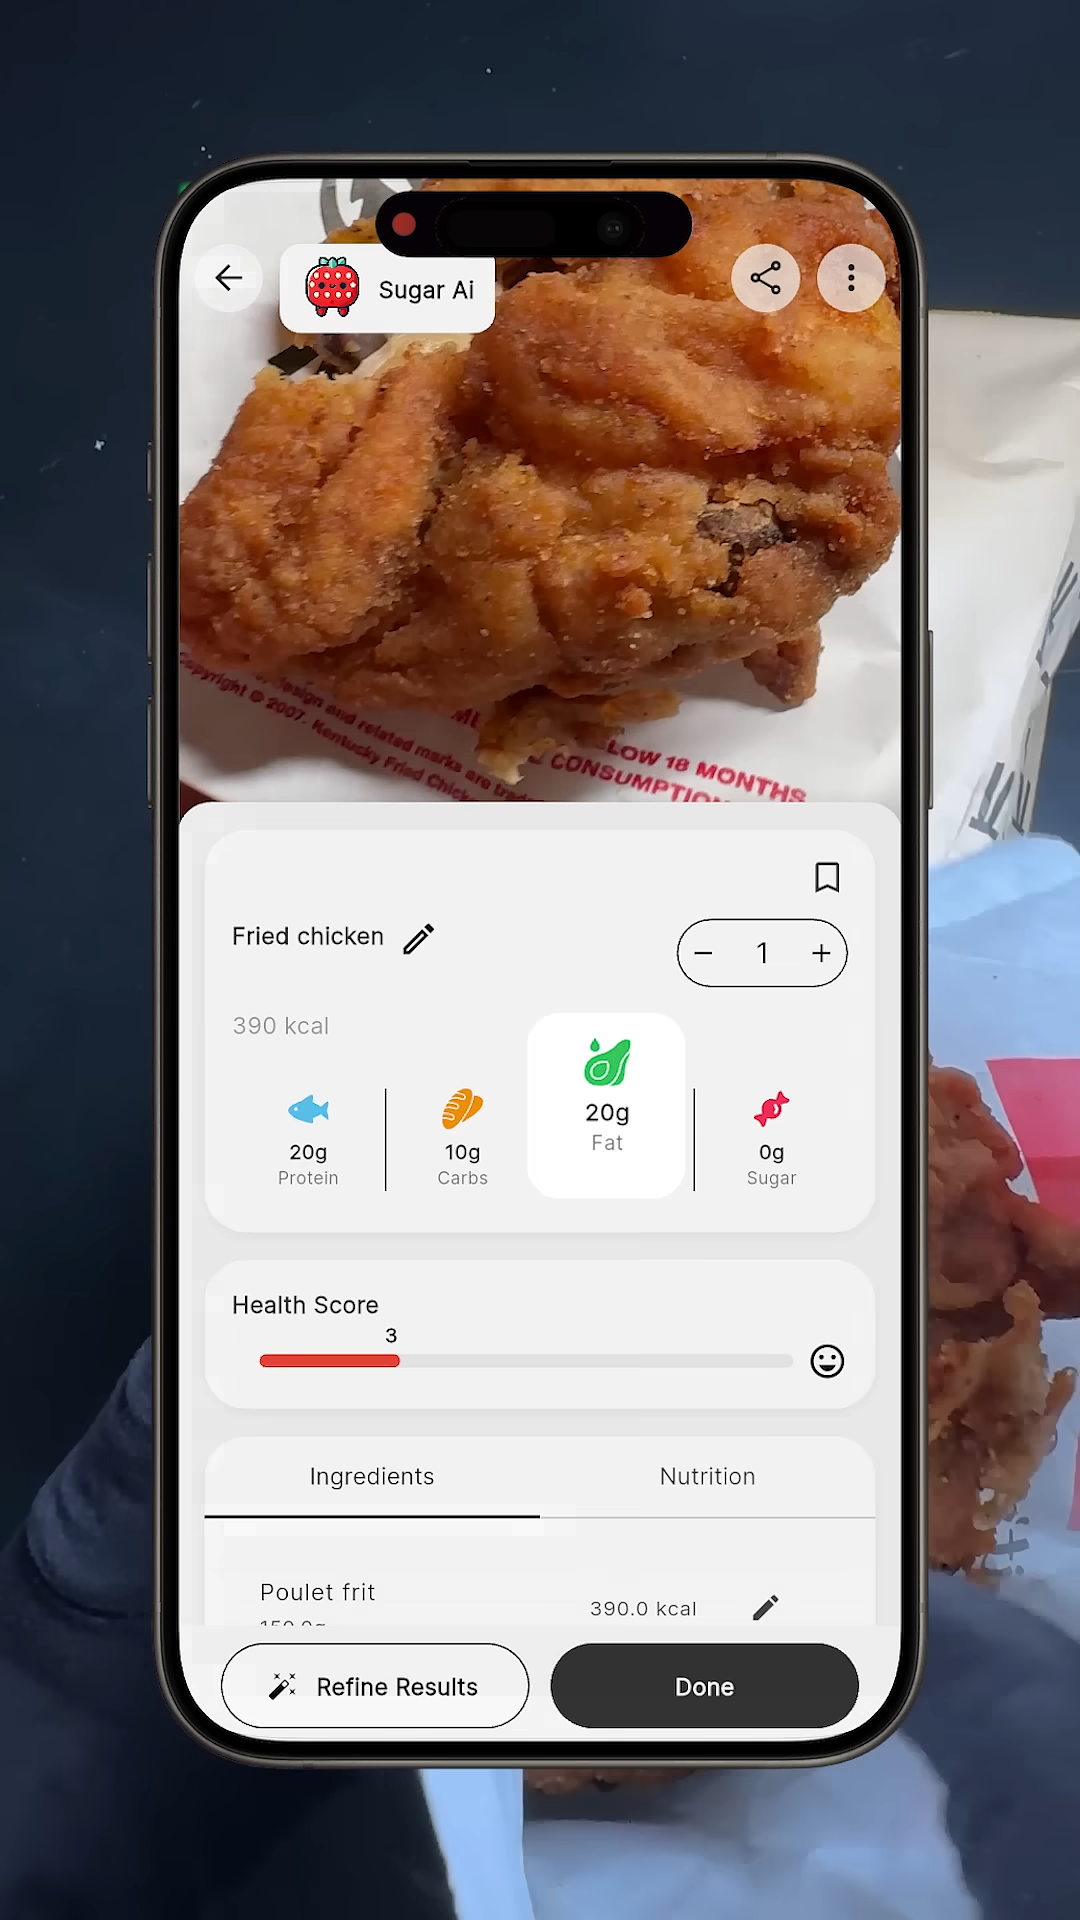 Sugar Ai
design and related marks are
Copyright © 2007. Kentucky Fried
LOW 18 MONTHS
CONSUMPTION
Fried chicken
1
390 kcal
20g
Protein
10g
Carbs
20g
Fat
0g
Sugar
Health Score
3
Ingredients
Nutrition
Poulet frit
390.0 kcal
Refine Results
Done